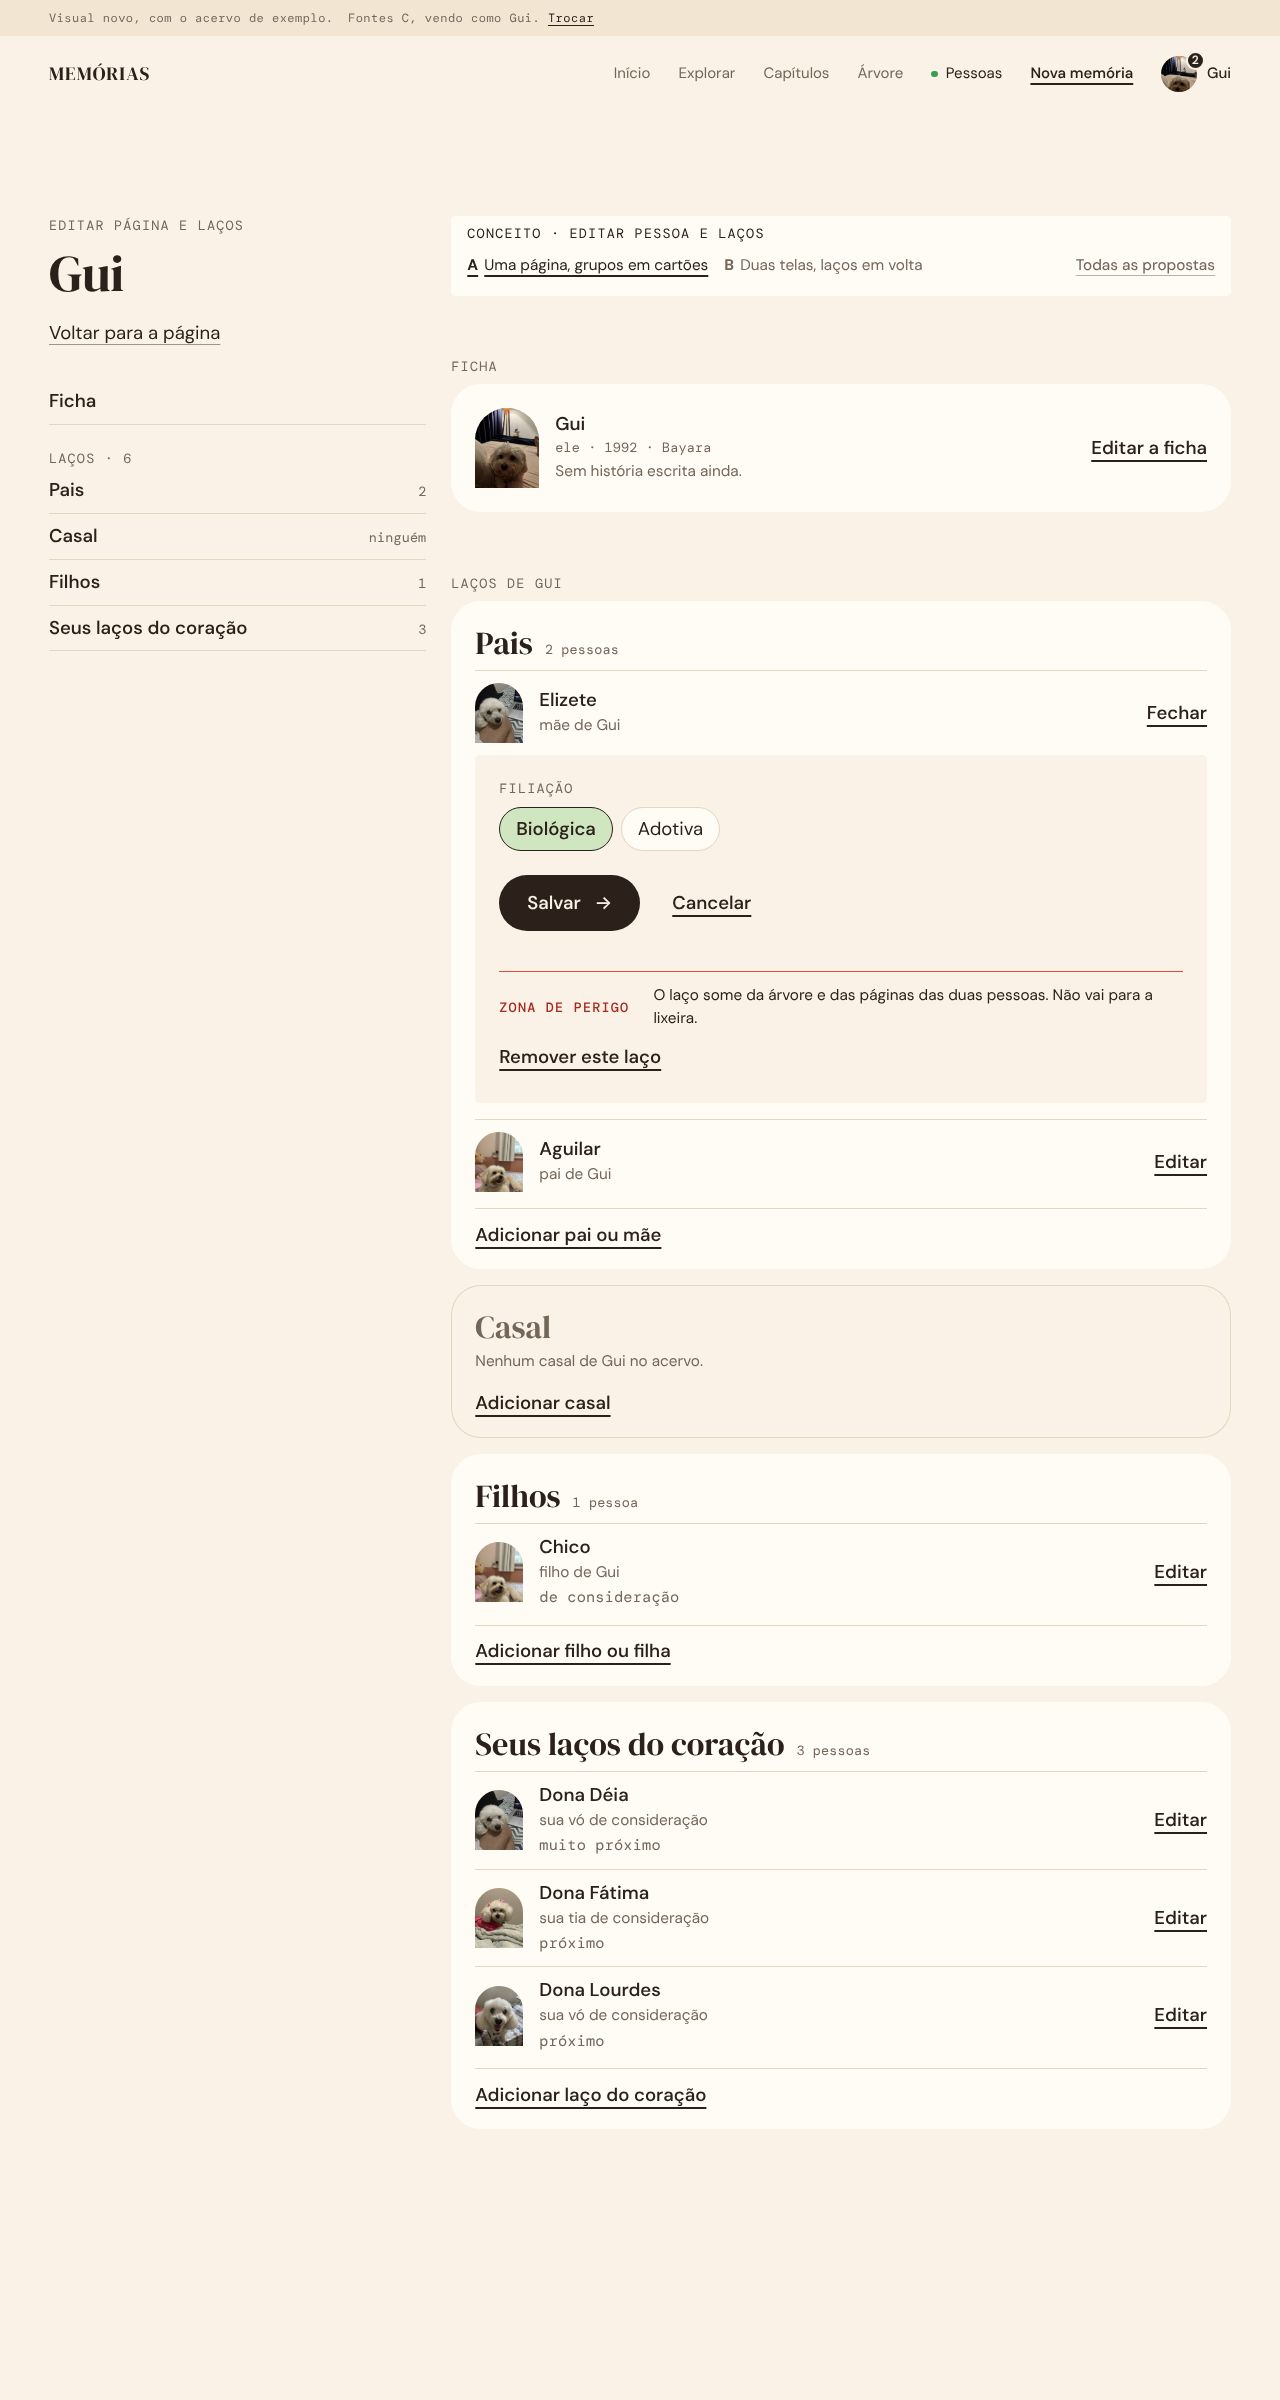 Visual novo, com o acervo de exemplo. Fontes C, vendo como Gui. Trocar
MEMÓRIAS
Início Explorar Capítulos Árvore Pessoas Nova memória 2 Gui
EDITAR PÁGINA E LAÇOS
Gui
Voltar para a página
Ficha
LAÇOS · 6
Pais 2
Casal ninguém
Filhos 1
Seus laços do coração 3
CONCEITO · EDITAR PESSOA E LAÇOS
A Uma página, grupos em cartões B Duas telas, laços em volta Todas as propostas
FICHA
Gui
ele · 1992 · Bayara
Sem história escrita ainda.
Editar a ficha
LAÇOS DE GUI
Pais 2 pessoas
Elizete
mãe de Gui
Fechar
FILIAÇÃO
Biológica Adotiva
Salvar → Cancelar
ZONA DE PERIGO
O laço some da árvore e das páginas das duas pessoas. Não vai para a
lixeira.
Remover este laço
Aguilar
pai de Gui
Editar
Adicionar pai ou mãe
Casal
Nenhum casal de Gui no acervo.
Adicionar casal
Filhos 1 pessoa
Chico
filho de Gui
de consideração
Editar
Adicionar filho ou filha
Seus laços do coração 3 pessoas
Dona Déia
sua vó de consideração
muito próximo
Editar
Dona Fátima
sua tia de consideração
próximo
Editar
Dona Lourdes
sua vó de consideração
próximo
Editar
Adicionar laço do coração